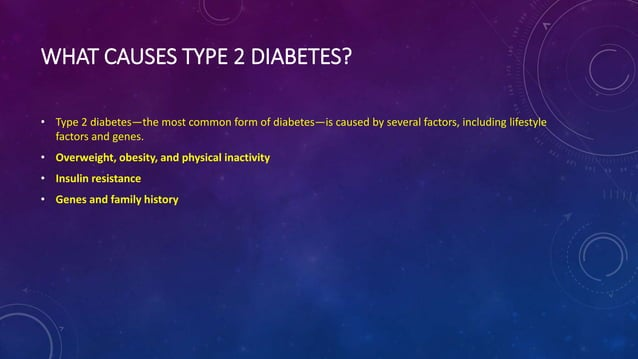 WHAT CAUSES TYPE 2 DIABETES?
• Type 2 diabetes—the most common form of diabetes—is caused by several factors, including lifestyle
factors and genes.
• Overweight, obesity, and physical inactivity
• Insulin resistance
• Genes and family history